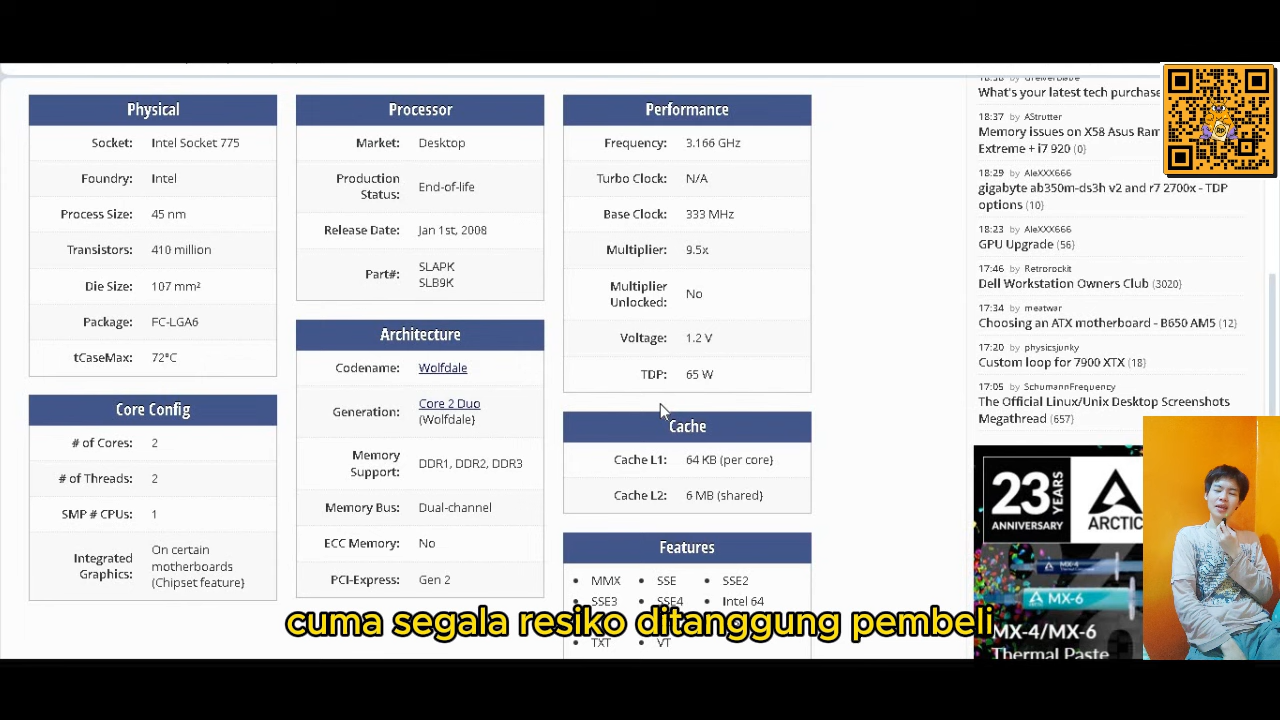 Physical
Socket: Intel Socket 775
Foundry: Intel
Process Size: 45 nm
Transistors: 410 million
Die Size: 107 mm²
Package: FC-LGA6
tCaseMax: 72°C
Core Config
# of Cores: 2
# of Threads: 2
SMP # CPUs: 1
Integrated
Graphics:
On certain
motherboards
(Chipset feature)
Processor
Market: Desktop
Production
Status:
End-of-life
Release Date: Jan 1st, 2008
Part#:
SLAPK
SLB9K
Architecture
Codename: Wolfdale
Generation:
Core 2 Duo
(Wolfdale)
Memory
Support:
DDR1, DDR2, DDR3
Memory Bus: Dual-channel
ECC Memory: No
PCI-Express: Gen 2
Performance
Frequency: 3.166 GHz
Turbo Clock: N/A
Base Clock: 333 MHz
Multiplier: 9.5x
Multiplier
Unlocked:
No
Voltage: 1.2 V
TDP: 65 W
Cache
Cache L1: 64 KB (per core)
Cache L2: 6 MB (shared)
Features
• MMX • SSE • SSE2
• SSE3 • SSE4 • Intel 64
• TXT • VT
What's your latest tech purchase
18:37 by AStrutter
Memory issues on X58 Asus Ram
Extreme + i7 920 (0)
18:29 by AleXXX666
gigabyte ab350m-ds3h v2 and r7 2700x - TDP
options (10)
18:23 by AleXXX666
GPU Upgrade (56)
17:46 by Retrorockit
Dell Workstation Owners Club (3020)
17:34 by meatwar
Choosing an ATX motherboard - B650 AM5 (12)
17:20 by physicsjunky
Custom loop for 7900 XTX (18)
17:05 by SchumannFrequency
The Official Linux/Unix Desktop Screenshots
Megathread (657)
23 YEARS
ANNIVERSARY
ARCTIC
MX-4
MX-6
MX-4/MX-6
Thermal Paste
cuma segala resiko ditanggung pembeli